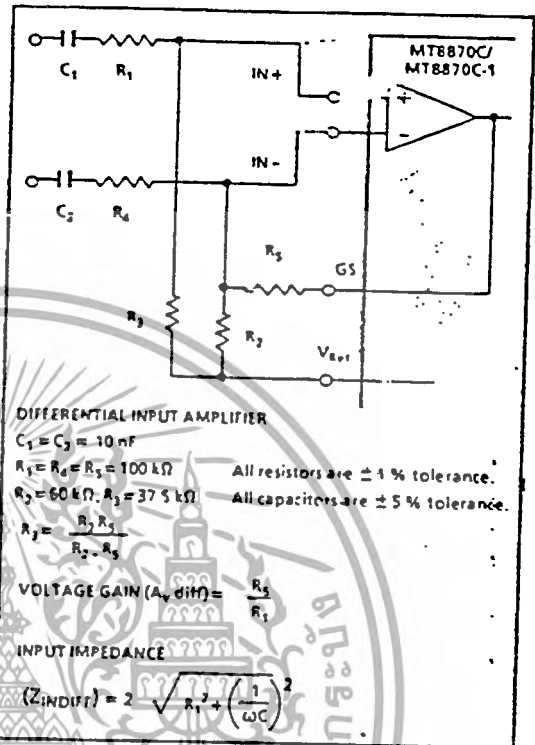 MT8870C/
MT8870C-1
C₁ R₁ IN+
+
-
IN -
C₂ R₄
R₅ GS
R₃ R₂
VRef
DIFFERENTIAL INPUT AMPLIFIER
C₁ = C₂ = 10 nF
R₁ = R₄ = R₅ = 100 kΩ All resistors are ± 1 % tolerance.
R₂ = 60 kΩ, R₃ = 37.5 kΩ All capacitors are ± 5 % tolerance.
R₃ = R₂ R₅ / R₂ + R₅
VOLTAGE GAIN (Aᵥ diff) = R₅ / R₁
INPUT IMPEDANCE
(ZINDIFF) = 2 √ R₁² + (1 / ωC)²